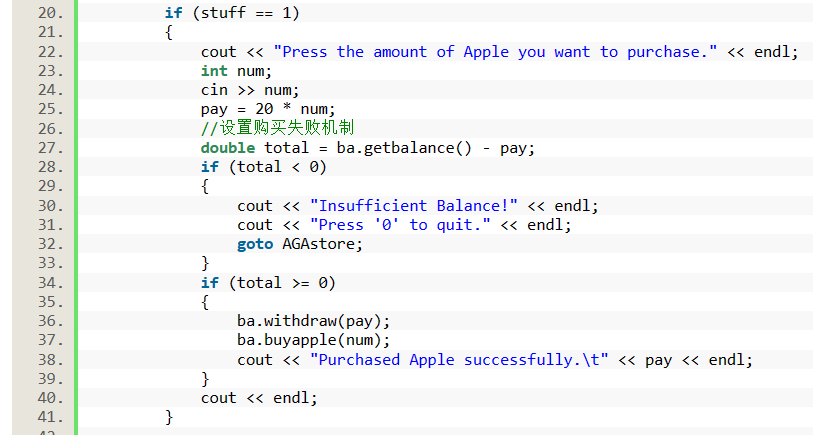 20. if (stuff == 1)
21. {
22. cout << "Press the amount of Apple you want to purchase." << endl;
23. int num;
24. cin >> num;
25. pay = 20 * num;
26. //设置购买失败机制
27. double total = ba.getbalance() - pay;
28. if (total < 0)
29. {
30. cout << "Insufficient Balance!" << endl;
31. cout << "Press '0' to quit." << endl;
32. goto AGAstore;
33. }
34. if (total >= 0)
35. {
36. ba.withdraw(pay);
37. ba.buyapple(num);
38. cout << "Purchased Apple successfully.\t" << pay << endl;
39. }
40. cout << endl;
41. }